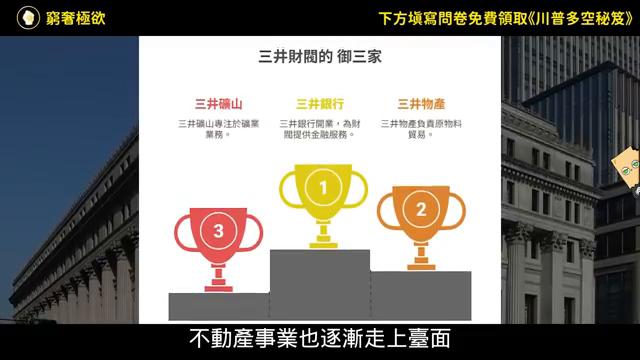 窮奢極欲
下方填寫問卷免費領取《川普多空秘笈》
三井財閥的 御三家
三井礦山
三井礦山專注於礦業
業務。
三井銀行
三井銀行開業，為財
閥提供金融服務。
三井物產
三井物產負責原物料
貿易。
1
2
3
不動產事業也逐漸走上臺面